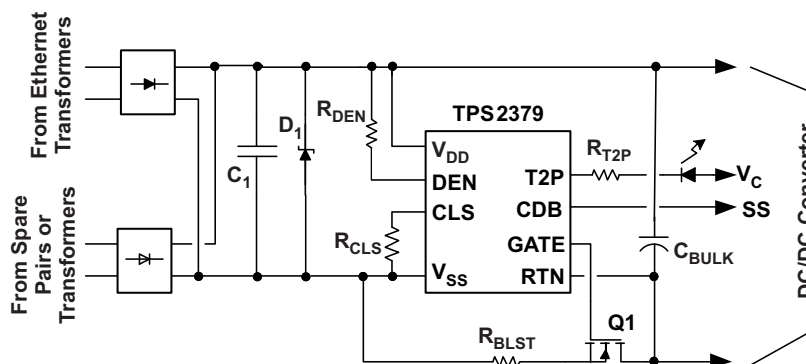 From Ethernet
Transformers
From Spare
Pairs or
Transformers
C1
D1
RDEN
RCLS
TPS2379
VDD
DEN
CLS
VSS
T2P
CDB
GATE
RTN
RT2P
VC
SS
CBULK
RBLST
Q1
DC/DC Converter